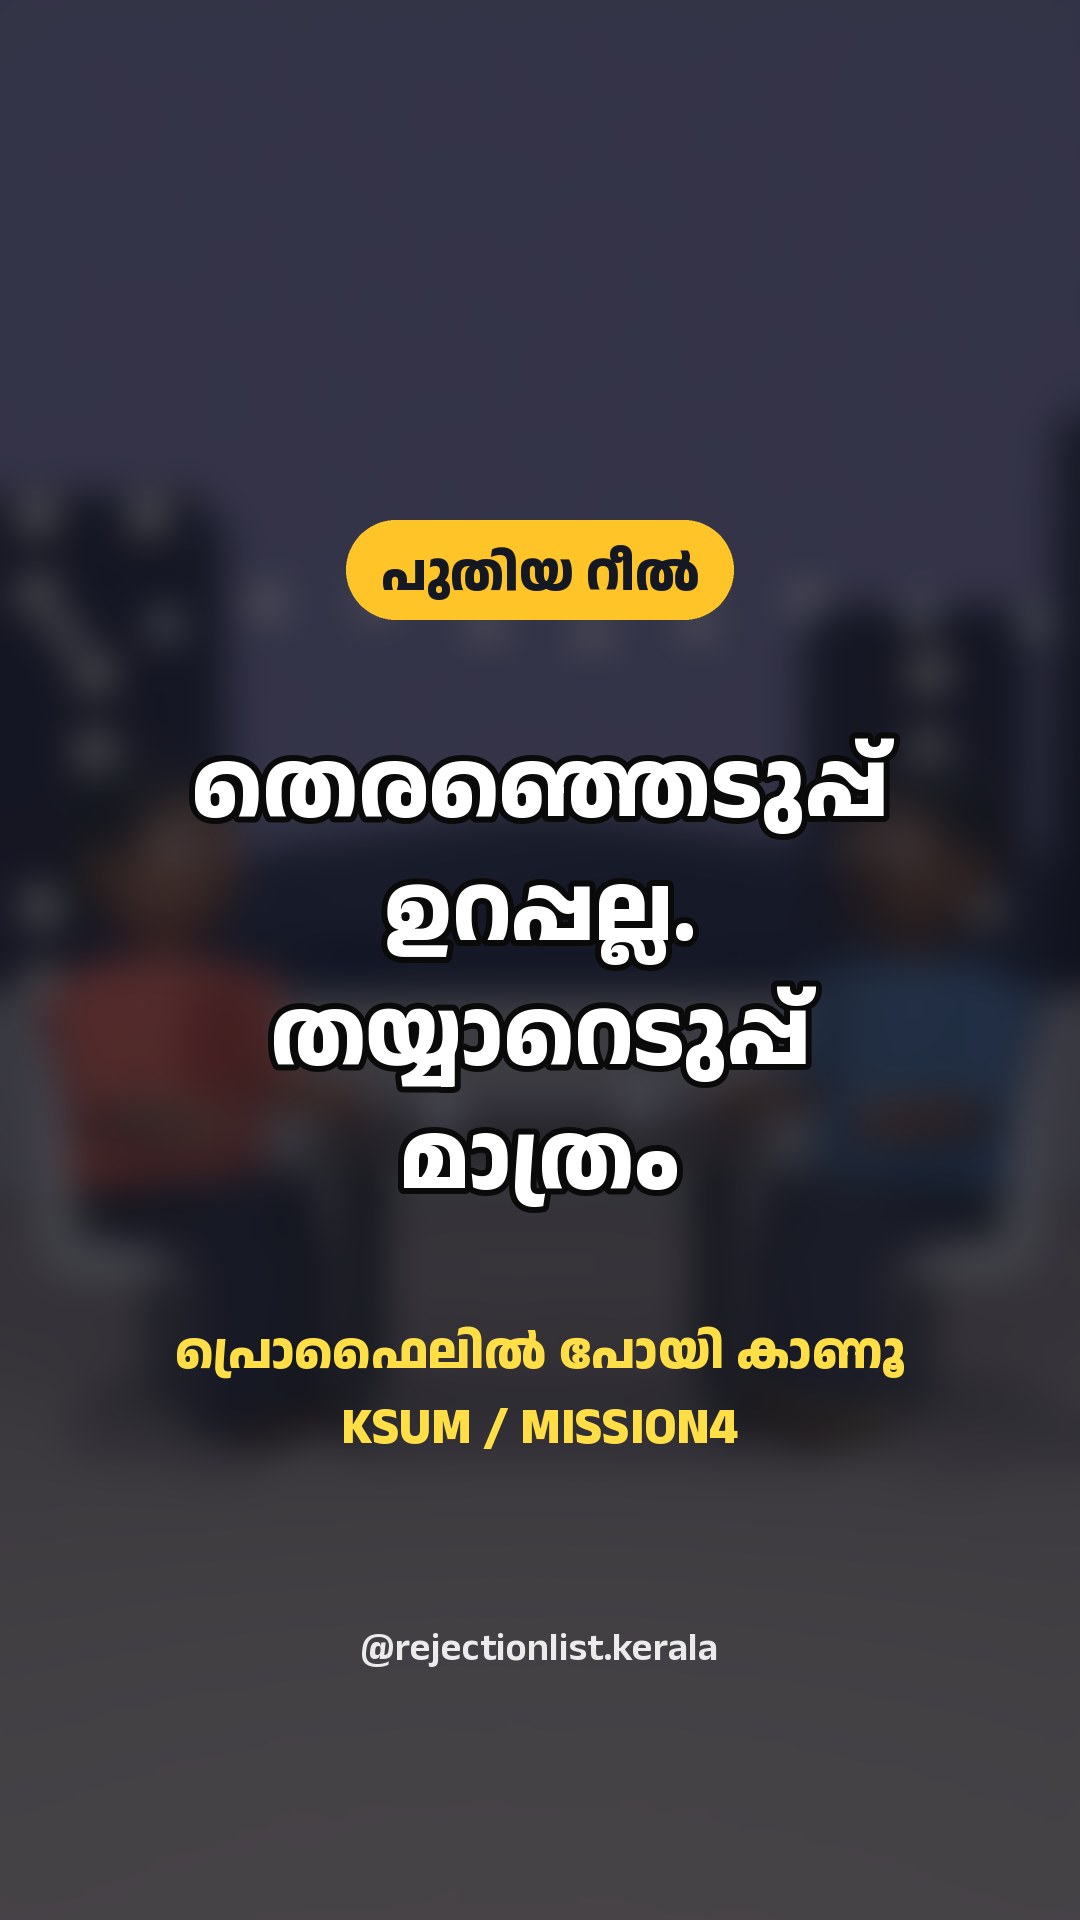 പുതിയ റീൽ
തെരഞ്ഞെടുപ്പ്
ഉറപ്പല്ല.
തയ്യാറെടുപ്പ്
മാത്രം
പ്രൊഫൈലിൽ പോയി കാണൂ
KSUM / MISSION4
@rejectionlist.kerala